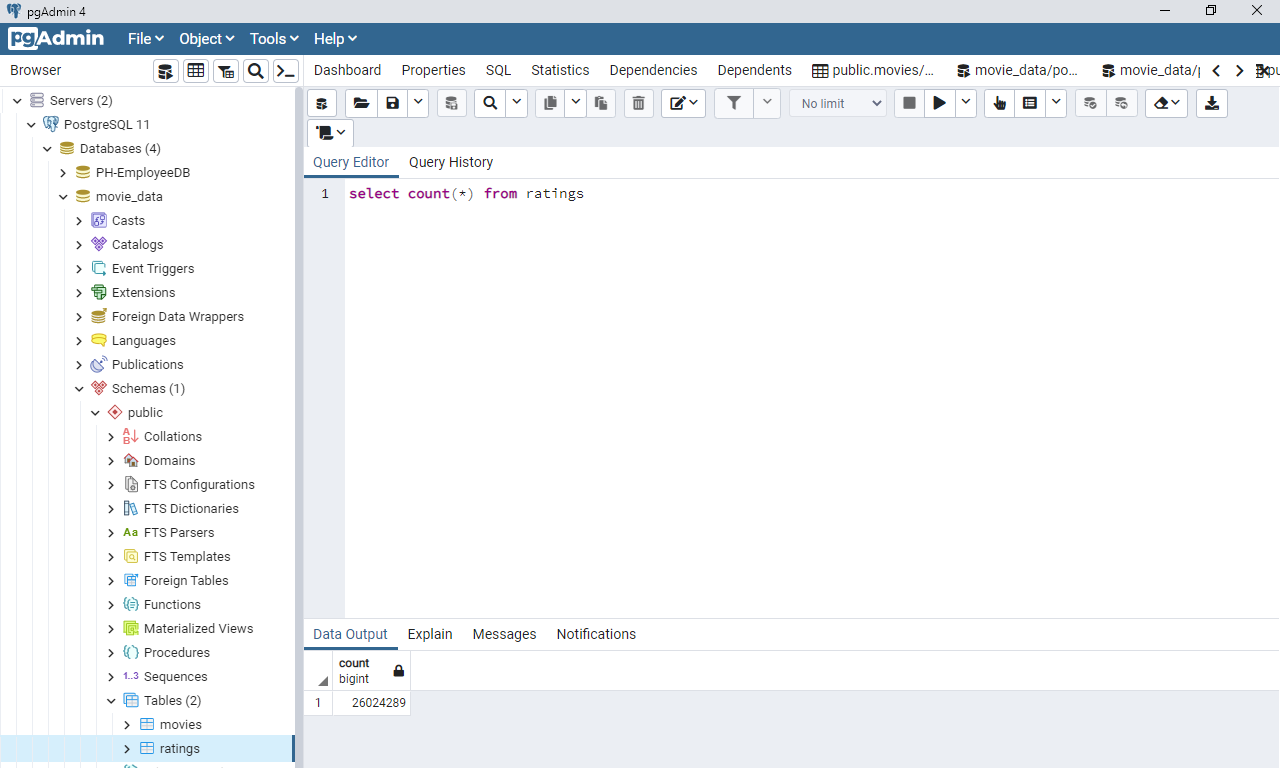 pgAdmin 4
pgAdmin File Object Tools Help
Browser
Dashboard Properties SQL Statistics Dependencies Dependents public.movies/... movie_data/po... movie_data/
No limit
Query Editor Query History
1 select count(*) from ratings
Servers (2)
PostgreSQL 11
Databases (4)
PH-EmployeeDB
movie_data
Casts
Catalogs
Event Triggers
Extensions
Foreign Data Wrappers
Languages
Publications
Schemas (1)
public
Collations
Domains
FTS Configurations
FTS Dictionaries
Aa FTS Parsers
FTS Templates
Foreign Tables
Functions
Materialized Views
Procedures
1..3 Sequences
Tables (2)
movies
ratings
Data Output Explain Messages Notifications
count
bigint
1 26024289